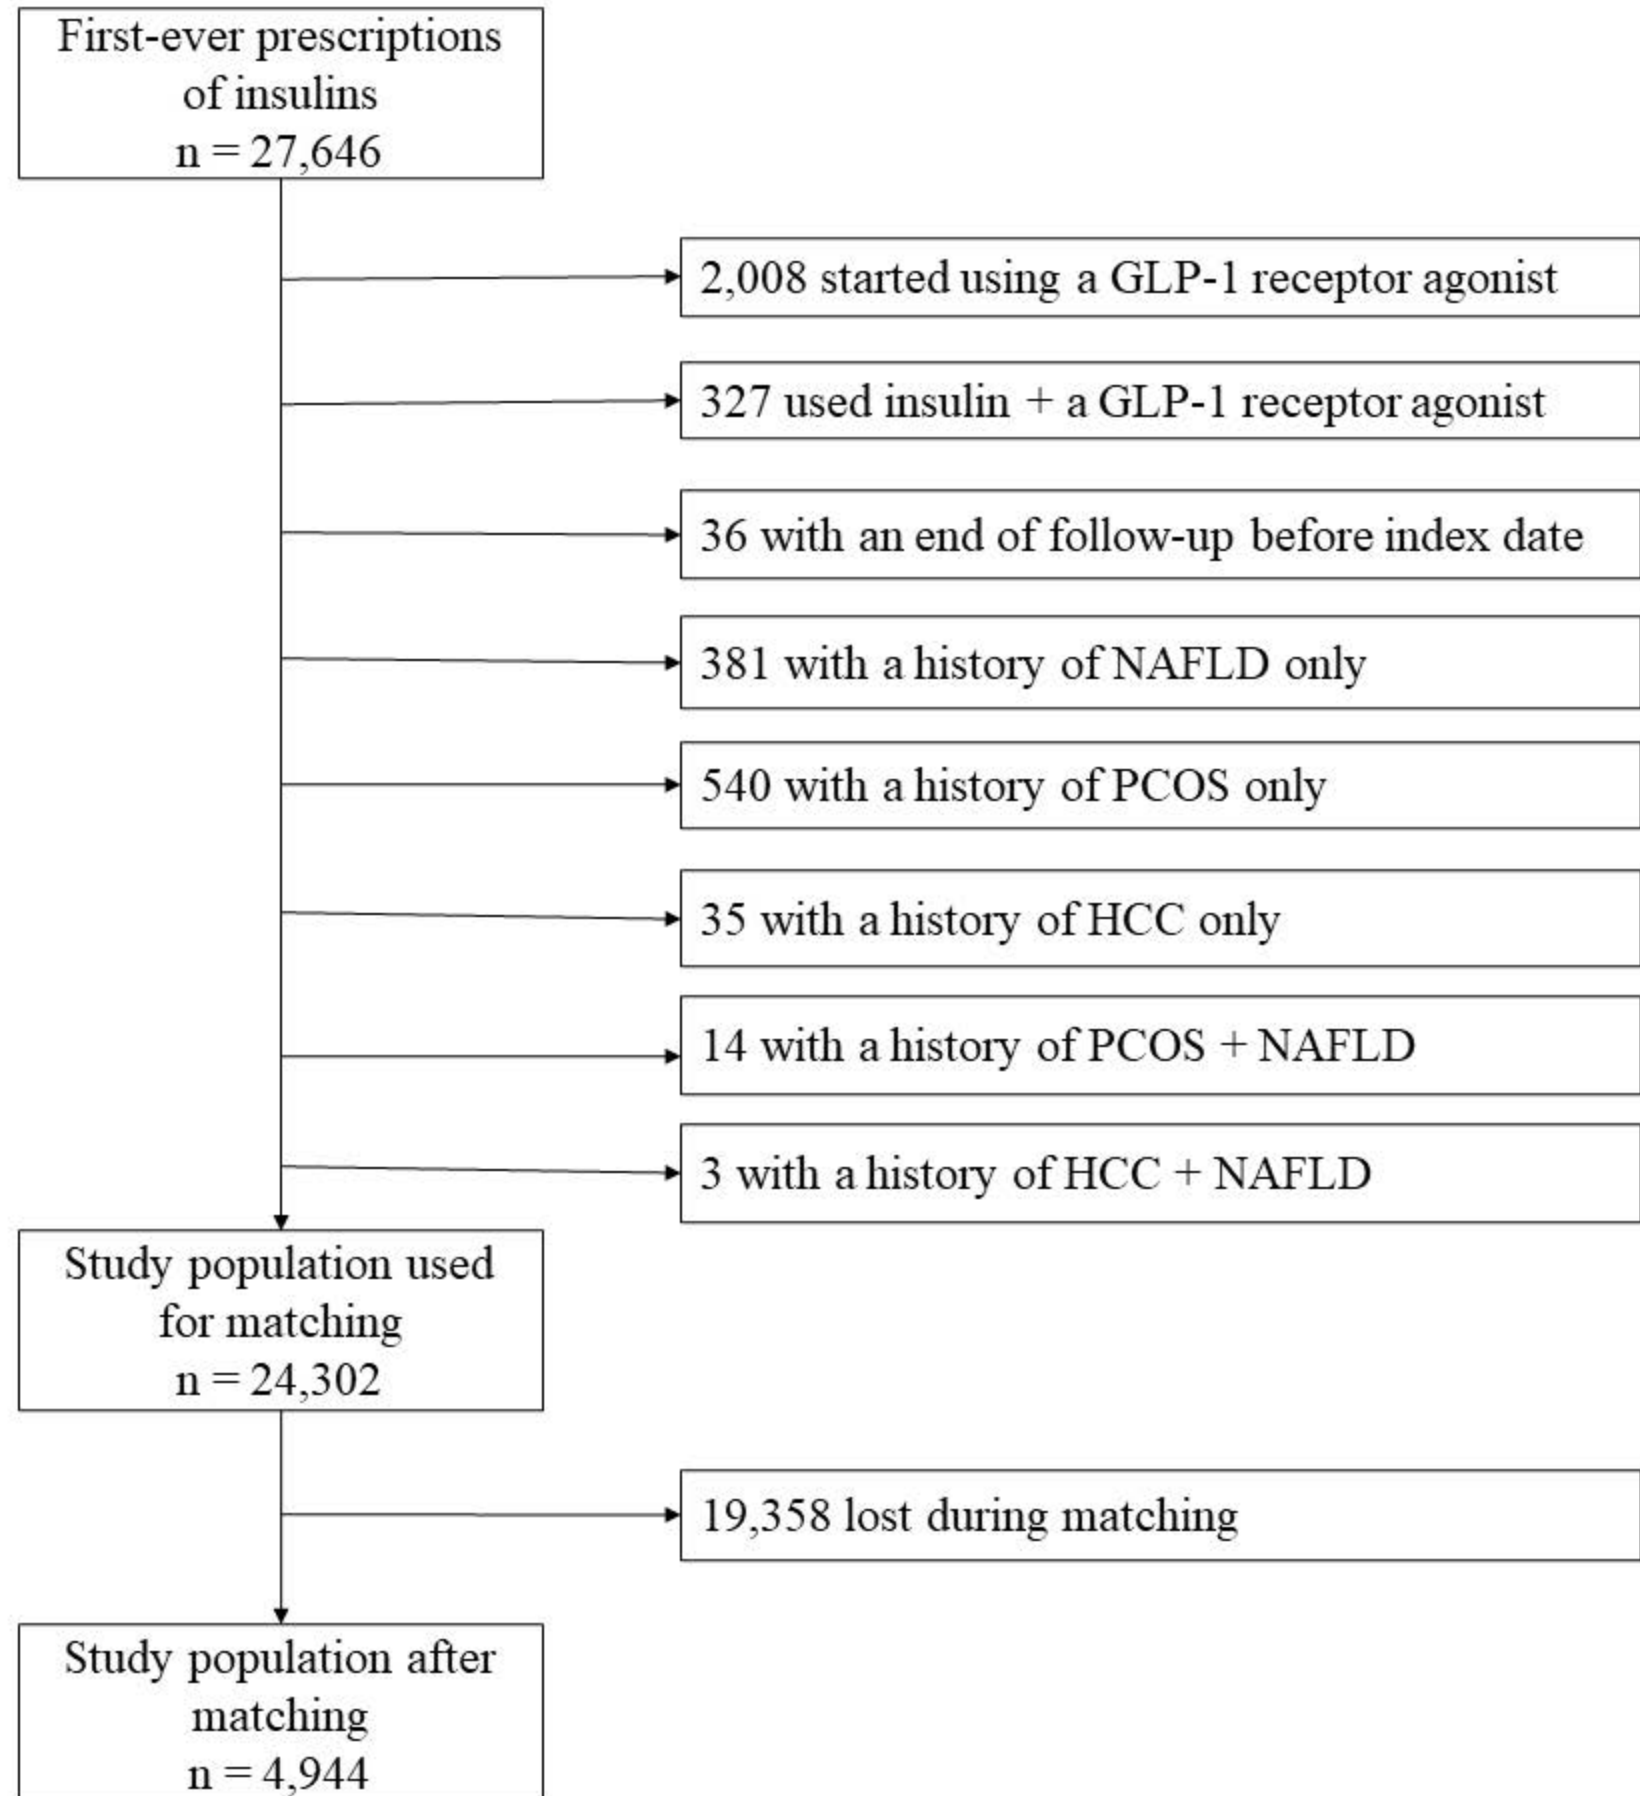 First-ever prescriptions
of insulins
n = 27,646
2,008 started using a GLP-1 receptor agonist
327 used insulin + a GLP-1 receptor agonist
36 with an end of follow-up before index date
381 with a history of NAFLD only
540 with a history of PCOS only
35 with a history of HCC only
14 with a history of PCOS + NAFLD
3 with a history of HCC + NAFLD
Study population used
for matching
n = 24,302
19,358 lost during matching
Study population after
matching
n = 4,944